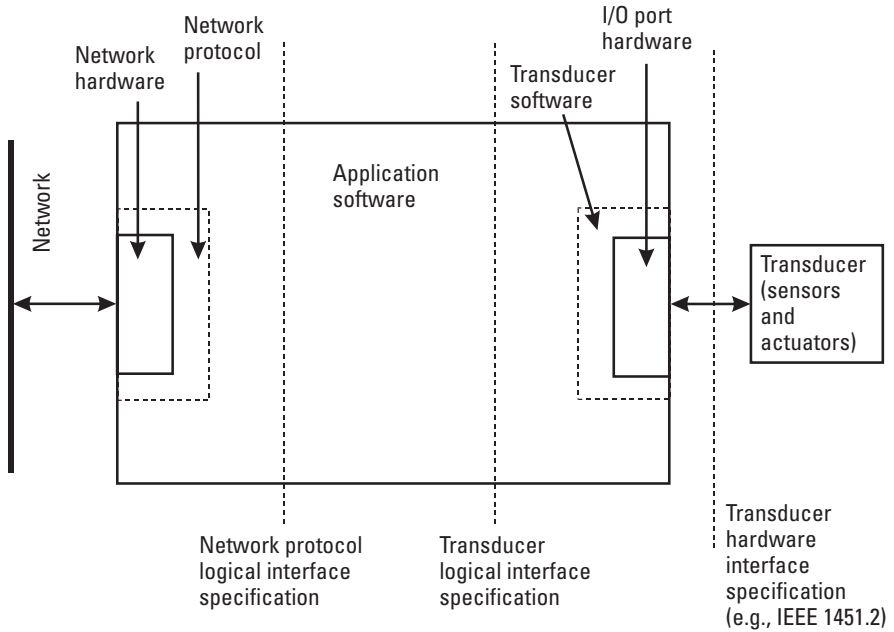 Network
hardware
Network
protocol
I/O port
hardware
Transducer
software
Application
software
Network
Transducer
(sensors
and
actuators)
Network protocol
logical interface
specification
Transducer
logical interface
specification
Transducer
hardware
interface
specification
(e.g., IEEE 1451.2)